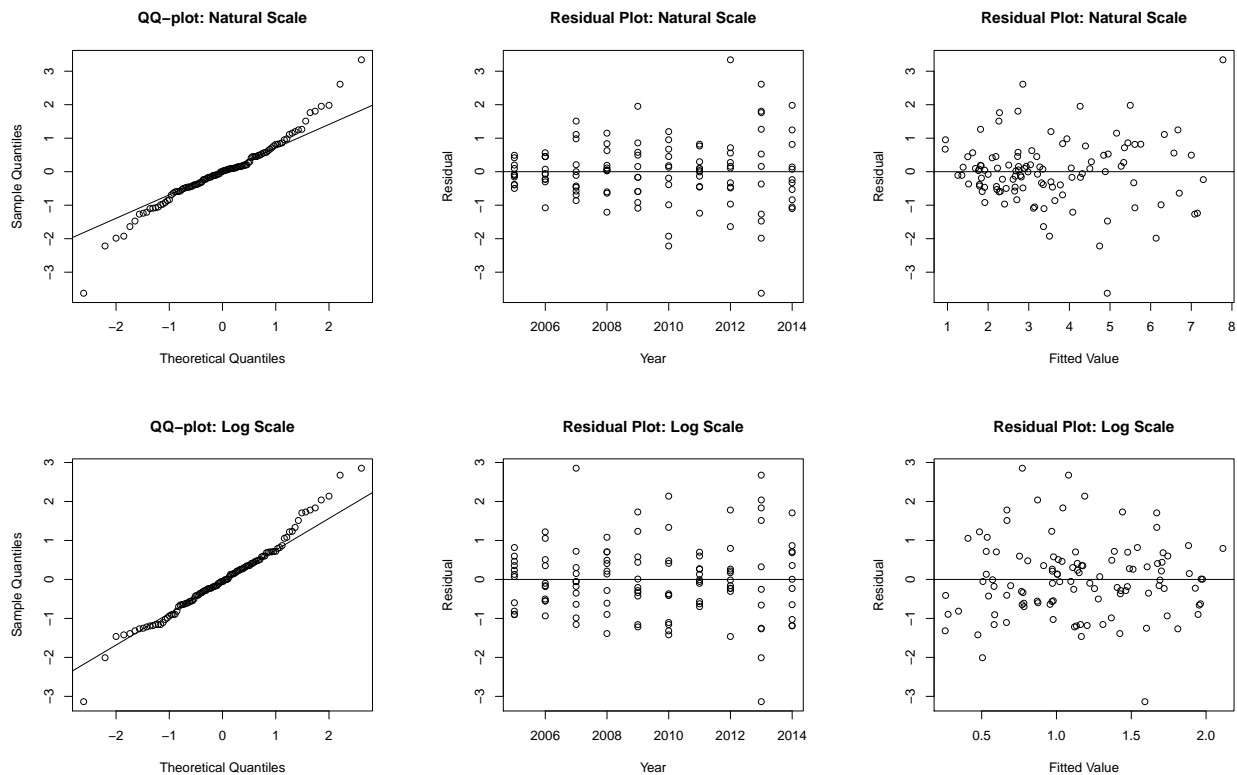 QQ−plot: Natural Scale
3
2
1
0
−1
−2
−3
Sample Quantiles
−2 −1 0 1 2
Theoretical Quantiles
Residual Plot: Natural Scale
3
2
1
0
−1
−2
−3
Residual
2006 2008 2010 2012 2014
Year
Residual Plot: Natural Scale
3
2
1
0
−1
−2
−3
Residual
1 2 3 4 5 6 7 8
Fitted Value
QQ−plot: Log Scale
3
2
1
0
−1
−2
−3
Sample Quantiles
−2 −1 0 1 2
Theoretical Quantiles
Residual Plot: Log Scale
3
2
1
0
−1
−2
−3
Residual
2006 2008 2010 2012 2014
Year
Residual Plot: Log Scale
3
2
1
0
−1
−2
−3
Residual
0.5 1.0 1.5 2.0
Fitted Value